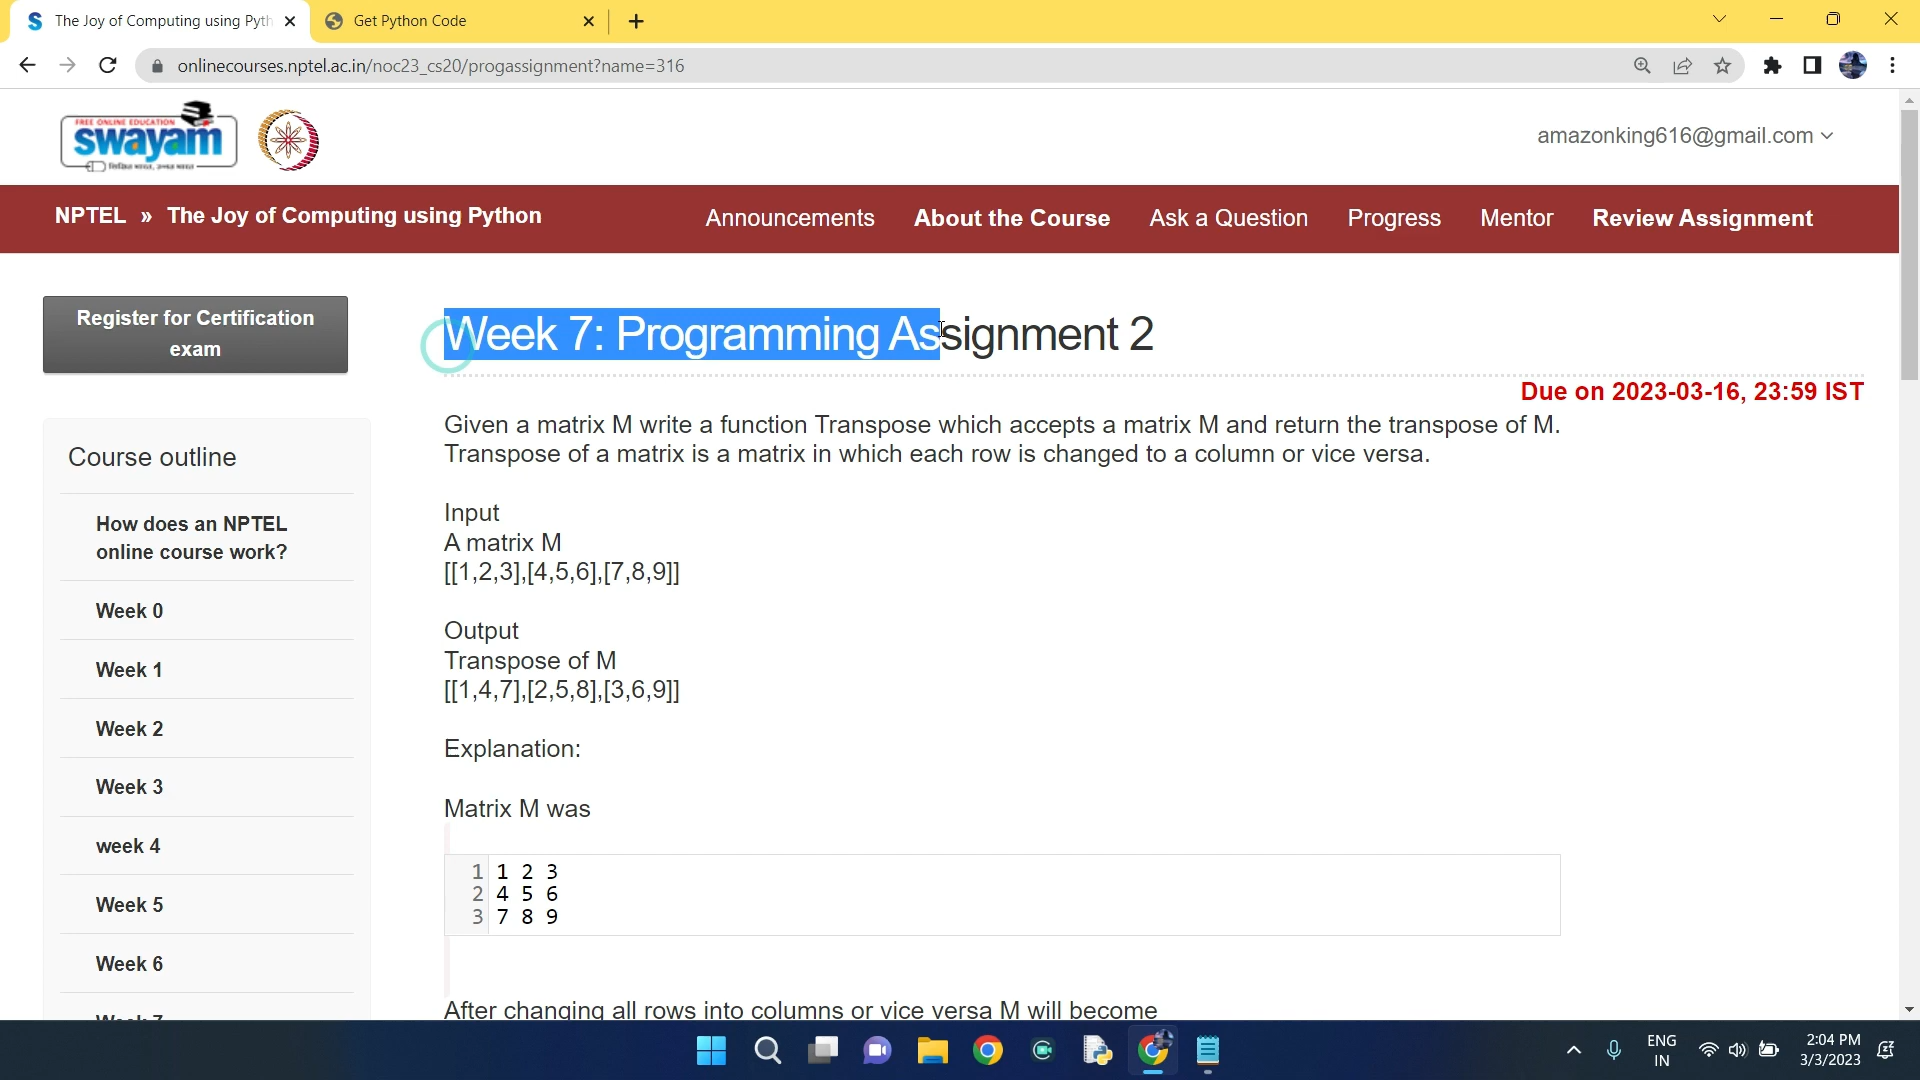 The Joy of Computing using Pyth
Get Python Code
onlinecourses.nptel.ac.in/noc23_cs20/progassignment?name=316
FREE ONLINE EDUCATION
swayam
amazonking616@gmail.com
NPTEL » The Joy of Computing using Python
Announcements About the Course Ask a Question Progress Mentor Review Assignment
Register for Certification
exam
Course outline
How does an NPTEL
online course work?
Week 0
Week 1
Week 2
Week 3
week 4
Week 5
Week 6
Week 7
Week 7: Programming Assignment 2
Due on 2023-03-16, 23:59 IST
Given a matrix M write a function Transpose which accepts a matrix M and return the transpose of M.
Transpose of a matrix is a matrix in which each row is changed to a column or vice versa.
Input
A matrix M
[[1,2,3],[4,5,6],[7,8,9]]
Output
Transpose of M
[[1,4,7],[2,5,8],[3,6,9]]
Explanation:
Matrix M was
1 1 2 3
2 4 5 6
3 7 8 9
After changing all rows into columns or vice versa M will become
ENG
IN
2:04 PM
3/3/2023